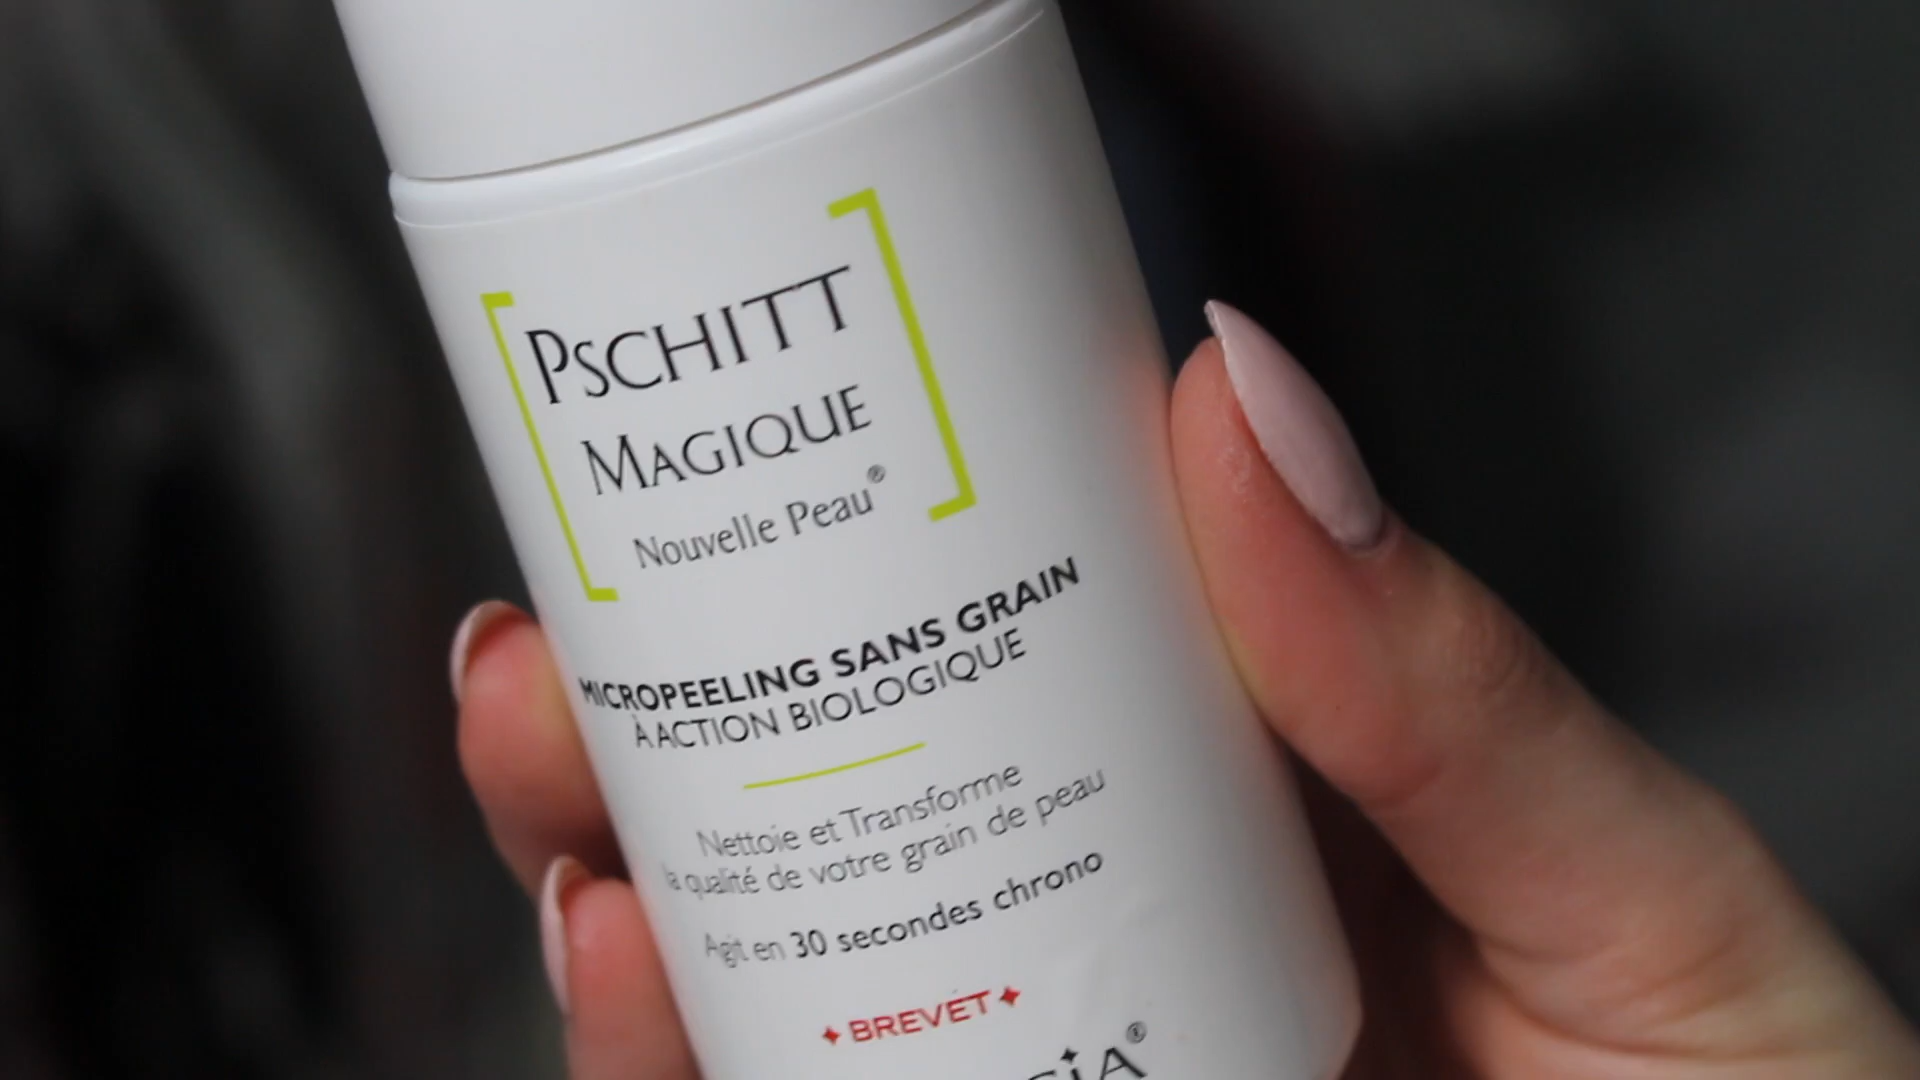 PSCHITT
MAGIQUE
Nouvelle Peau®
MICROPEELING SANS GRAIN
À ACTION BIOLOGIQUE
Nettoie et Transforme
la qualité de votre grain de peau
Agit en 30 secondes chrono
BREVET